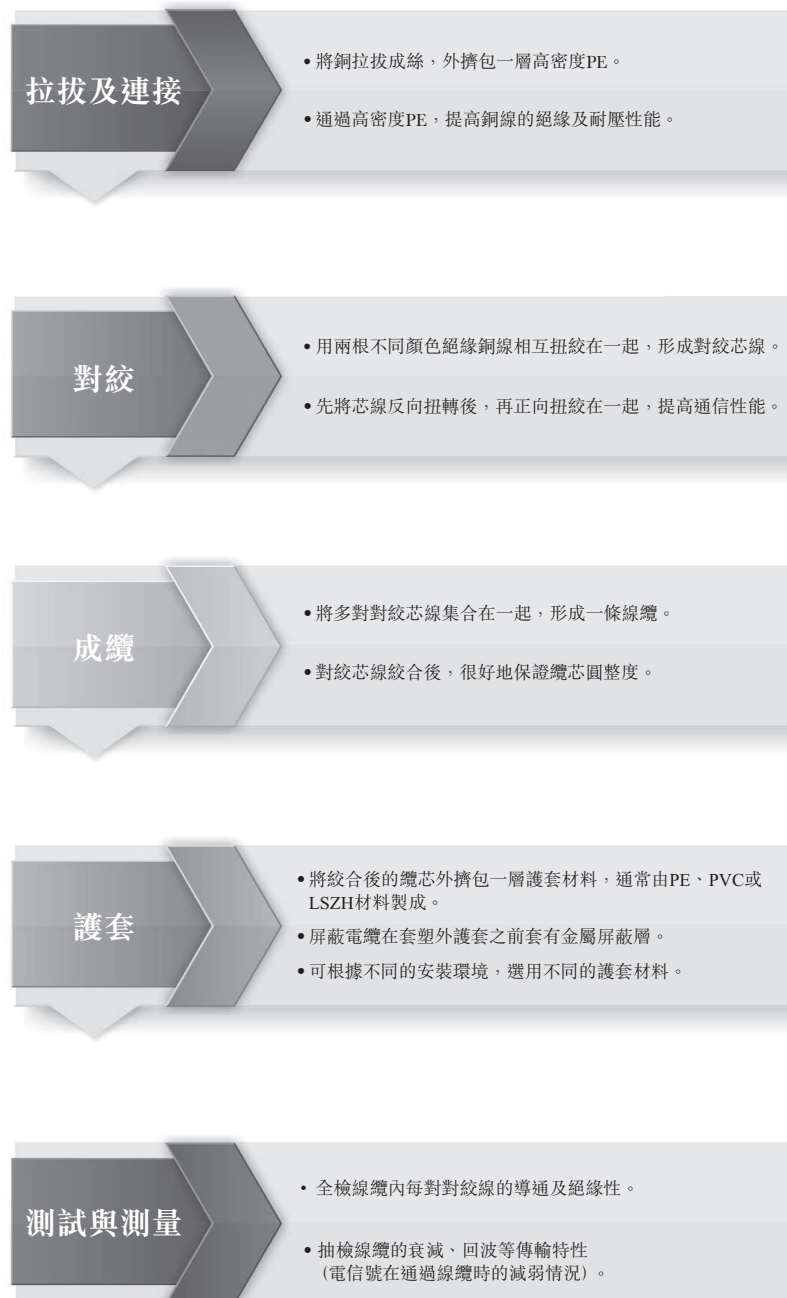 拉拔及連接
•將銅拉拔成絲，外擠包一層高密度PE。
•通過高密度PE，提高銅線的絕緣及耐壓性能。
對絞
•用兩根不同顏色絕緣銅線相互扭絞在一起，形成對絞芯線。
•先將芯線反向扭轉後，再正向扭絞在一起，提高通信性能。
成纜
•將多對對絞芯線集合在一起，形成一條線纜。
•對絞芯線絞合後，很好地保證纜芯圓整度。
護套
•將絞合後的纜芯外擠包一層護套材料，通常由PE、PVC或
LSZH材料製成。
•屏蔽電纜在套塑外護套之前套有金屬屏蔽層。
•可根據不同的安裝環境，選用不同的護套材料。
測試與測量
• 全檢線纜內每對對絞線的導通及絕緣性。
•抽檢線纜的衰減、回波等傳輸特性
(電信號在通過線纜時的減弱情況)。